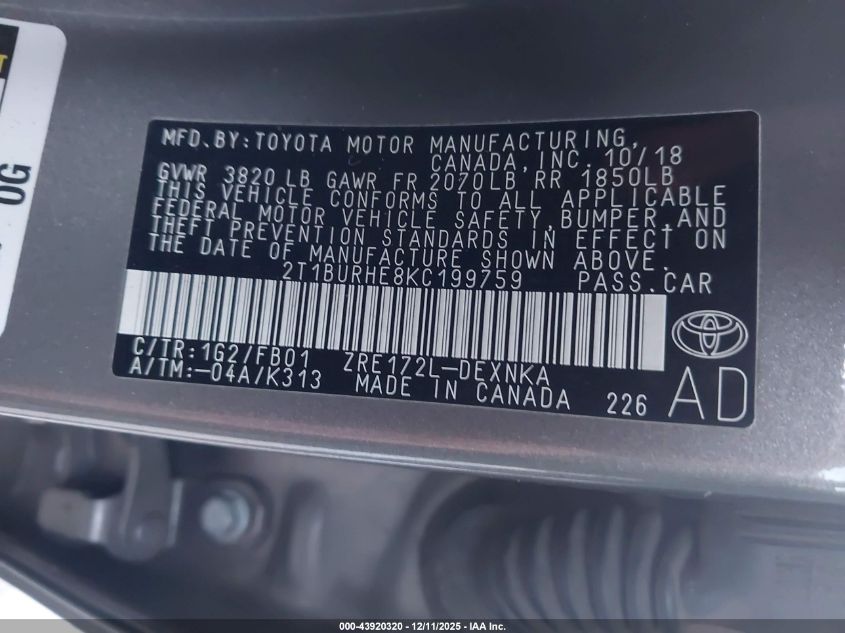 MFD.BY:TOYOTA MOTOR MANUFACTURING,
CANADA, INC. 10/18
GVWR 3820 LB GAWR FR 2070LB RR 1850LB
THIS VEHICLE CONFORMS TO ALL APPLICABLE
FEDERAL MOTOR VEHICLE SAFETY, BUMPER, AND
THEFT PREVENTION STANDARDS IN EFFECT ON
THE DATE OF MANUFACTURE SHOWN ABOVE.
2T1BURHE8KC199759 PASS.CAR
C/TR:1G2/FB01 ZRE172L-DEXNKA
A/TM:-04A/K313 MADE IN CANADA 226 AD
OG
000-43920320 - 12/11/2025 - IAA Inc.